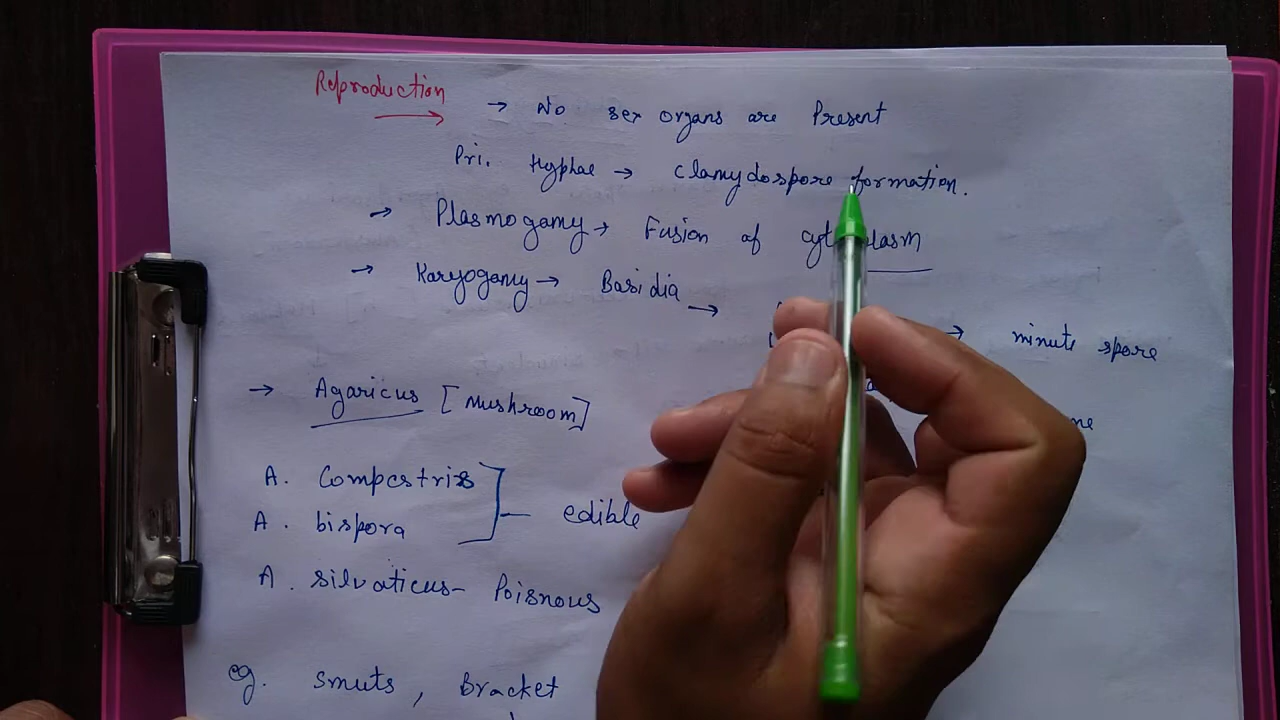 Reproduction
→ No sex organs are Present
Pri. Hyphae → Clamydospore formation.
→ Plasmogamy → Fusion of
→ Karyogamy → Basidia → → minute spore
→ Agaricus [Mushroom]
A. Compestris
A. bispora
edible
A. silvaticus- Poisnous
eg. Smuts, Bracket